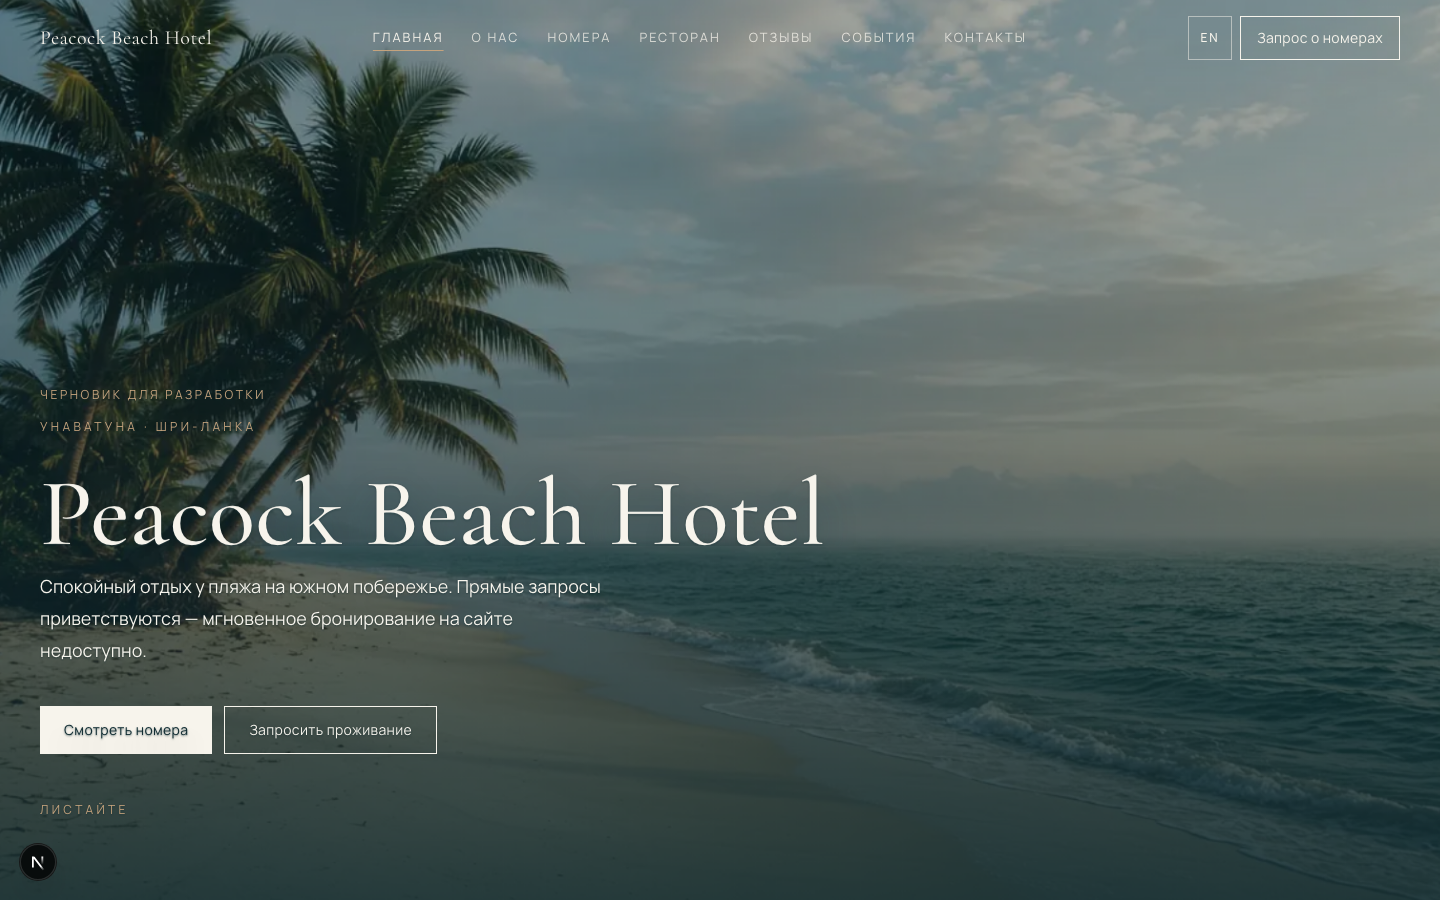 Peacock Beach Hotel
ГЛАВНАЯ О НАС НОМЕРА РЕСТОРАН ОТЗЫВЫ СОБЫТИЯ КОНТАКТЫ
EN
Запрос о номерах
ЧЕРНОВИК ДЛЯ РАЗРАБОТКИ
УНАВАТУНА · ШРИ-ЛАНКА
Peacock Beach Hotel
Спокойный отдых у пляжа на южном побережье. Прямые запросы
приветствуются — мгновенное бронирование на сайте
недоступно.
Смотреть номера
Запросить проживание
ЛИСТАЙТЕ
N